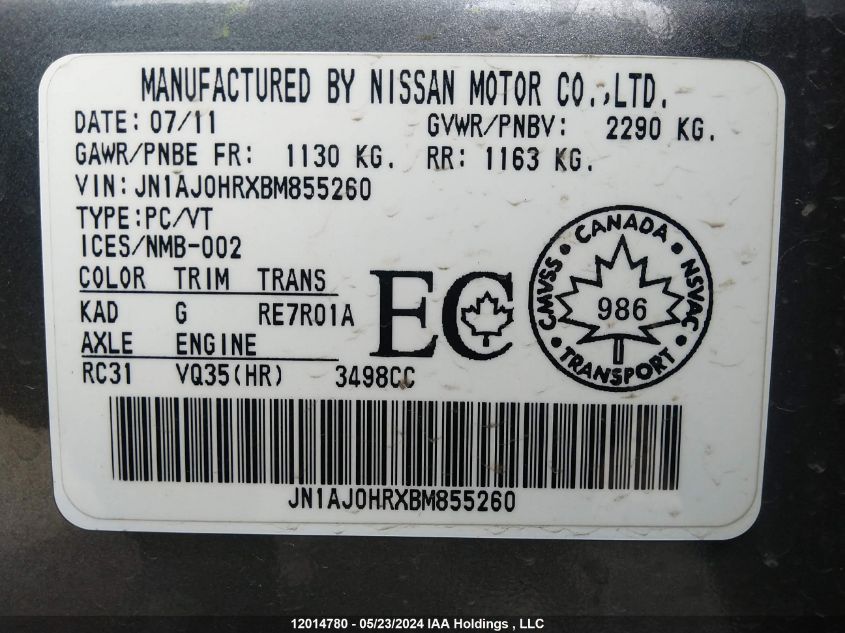 MANUFACTURED BY NISSAN MOTOR CO.,LTD.
DATE: 07/11 GVWR/PNBV: 2290 KG.
GAWR/PNBE FR: 1130 KG. RR: 1163 KG.
VIN: JN1AJ0HRXBM855260
TYPE:PC/VT
ICES/NMB-002
COLOR TRIM TRANS
KAD G RE7R01A
AXLE ENGINE
RC31 VQ35(HR) 3498CC
EC
CANADA
CMVSS
NSVAC
986
TRANSPORT
JN1AJ0HRXBM855260
12014780 - 05/23/2024 IAA Holdings , LLC